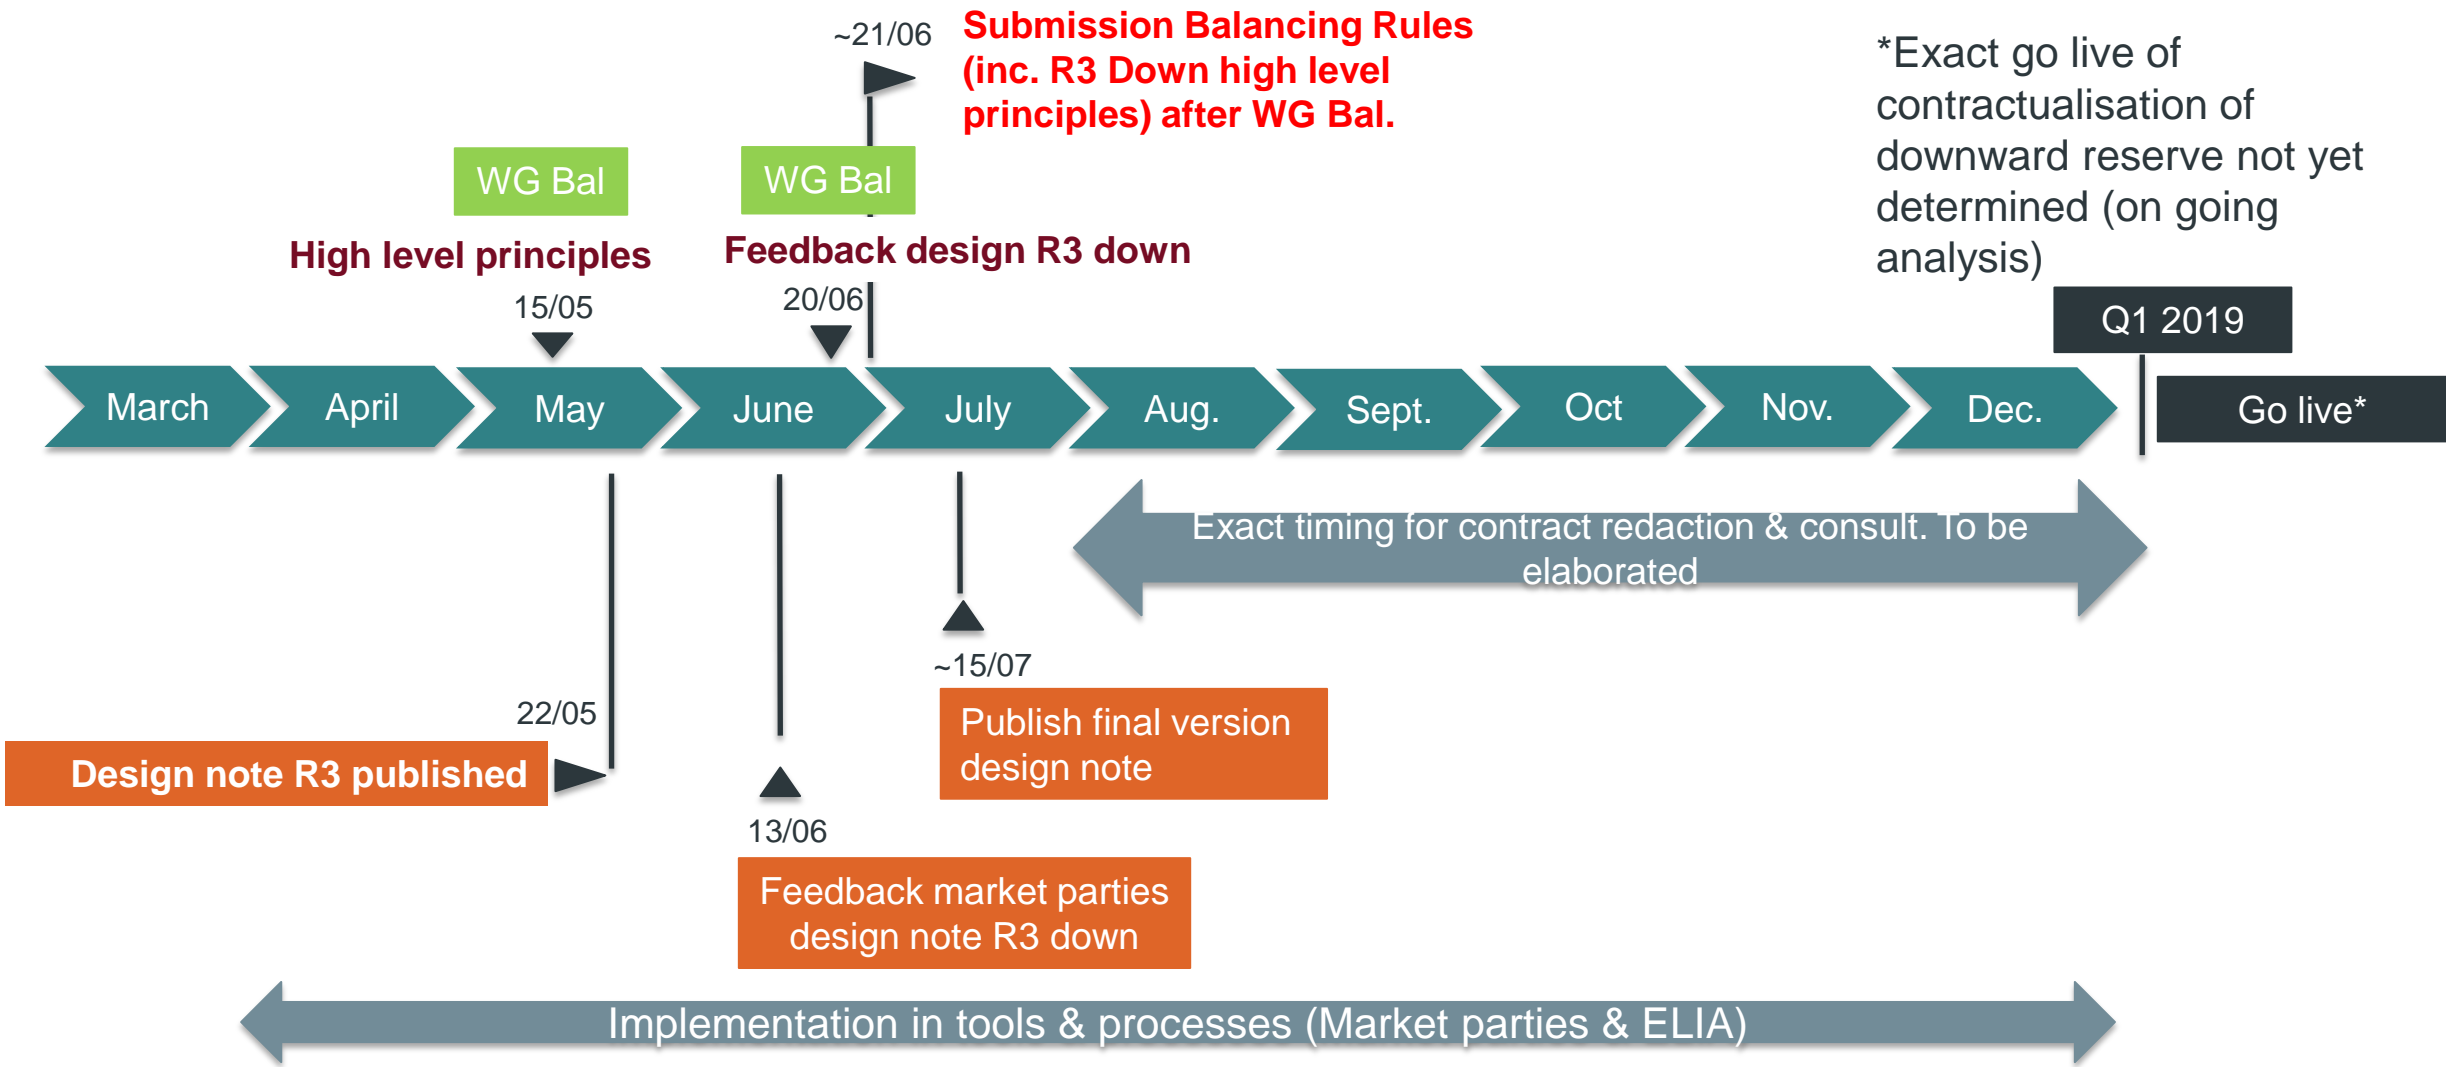 ~21/06
Submission Balancing Rules
(inc. R3 Down high level
principles) after WG Bal.
*Exact go live of
contractualisation of
downward reserve not yet
determined (on going
analysis)
WG Bal
WG Bal
High level principles
Feedback design R3 down
15/05
20/06
Q1 2019
March
April
May
June
July
Aug.
Sept.
Oct
Nov.
Dec.
Go live*
Exact timing for contract redaction & consult. To be
elaborated
~15/07
Publish final version
design note
22/05
Design note R3 published
13/06
Feedback market parties
design note R3 down
Implementation in tools & processes (Market parties & ELIA)